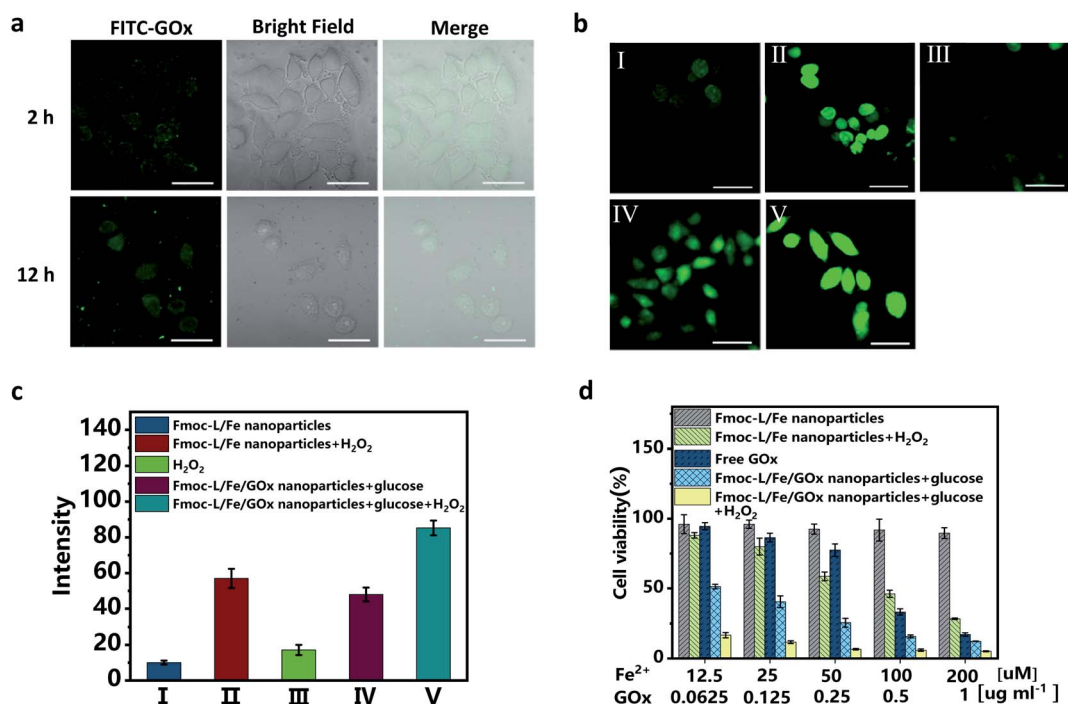 a
FITC-GOx Bright Field Merge
2 h
12 h
b
I II III
IV V
c
140
120
100
80
60
40
20
0
Intensity
Fmoc-L/Fe nanoparticles
Fmoc-L/Fe nanoparticles+H₂O₂
H₂O₂
Fmoc-L/Fe/GOx nanoparticles+glucose
Fmoc-L/Fe/GOx nanoparticles+glucose+H₂O₂
I II III IV V
d
150
100
50
0
Cell viability(%)
Fmoc-L/Fe nanoparticles
Fmoc-L/Fe nanoparticles+H₂O₂
Free GOx
Fmoc-L/Fe/GOx nanoparticles+glucose
Fmoc-L/Fe/GOx nanoparticles+glucose
+H₂O₂
Fe²⁺ 12.5 25 50 100 200 [uM]
GOx 0.0625 0.125 0.25 0.5 1 [ug ml⁻¹]